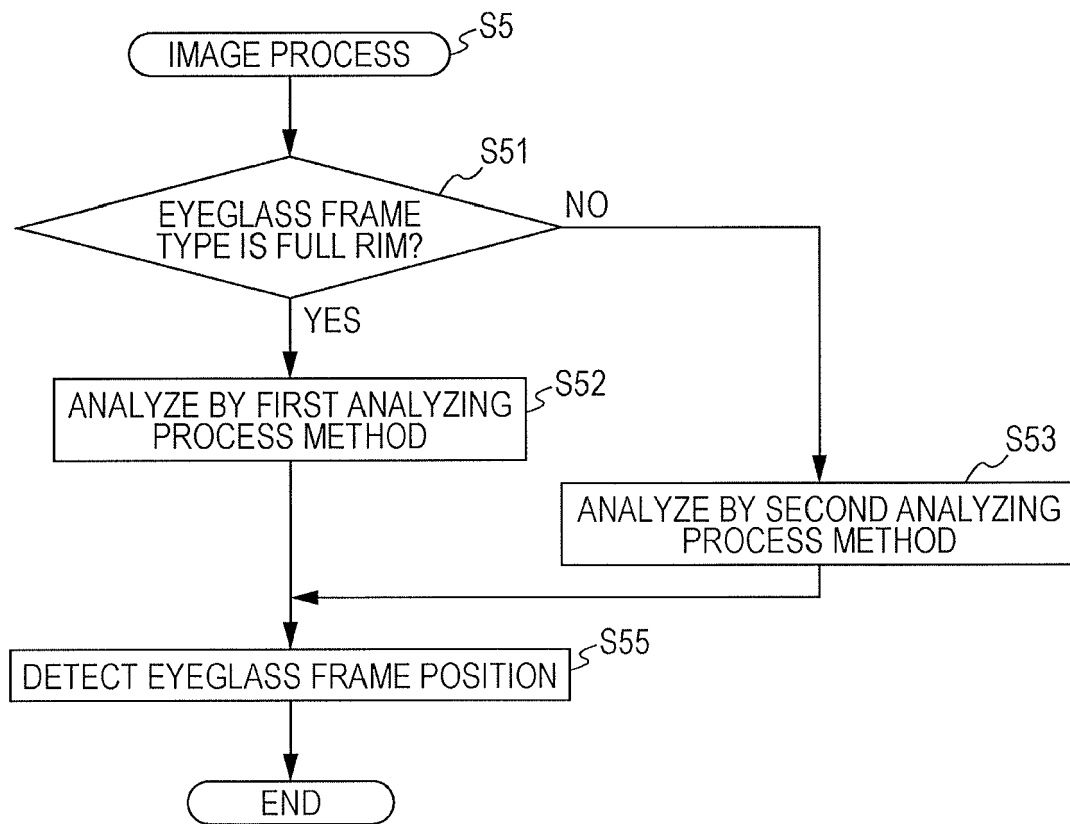 S5
IMAGE PROCESS
S51
EYEGLASS FRAME
TYPE IS FULL RIM?
NO
YES
S52
ANALYZE BY FIRST ANALYZING
PROCESS METHOD
S53
ANALYZE BY SECOND ANALYZING
PROCESS METHOD
S55
DETECT EYEGLASS FRAME POSITION
END